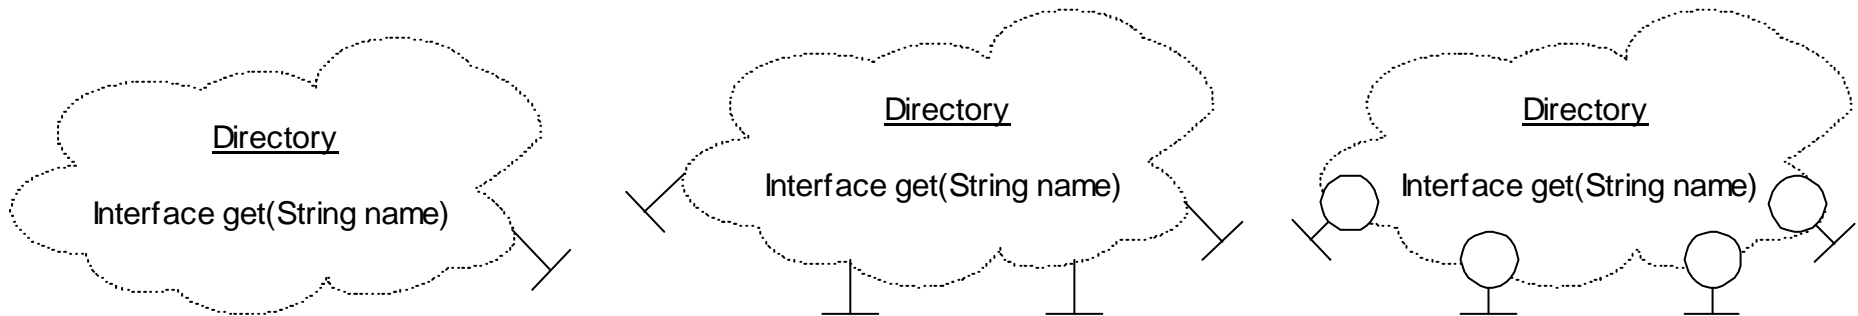 Directory
Interface get(String name)
Directory
Interface get(String name)
Directory
Interface get(String name)